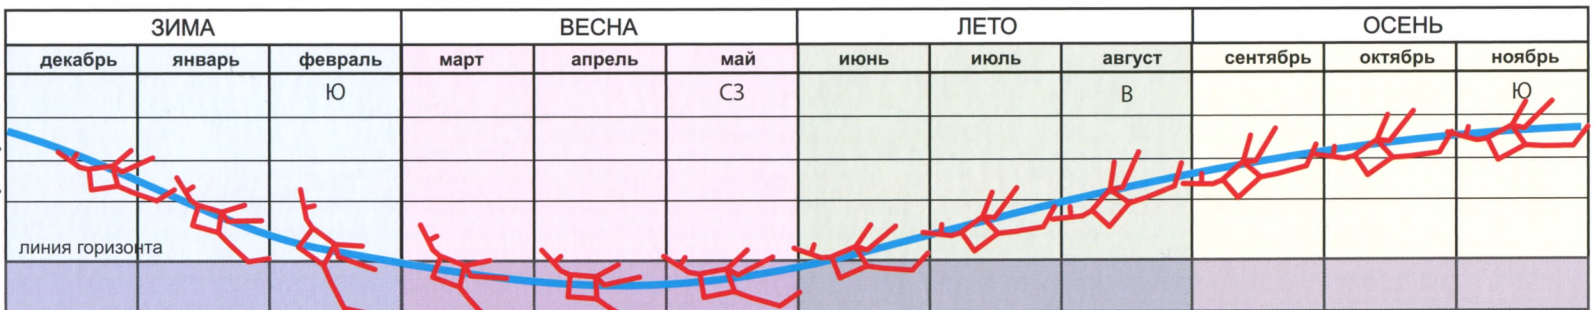 ЗИМА ВЕСНА ЛЕТО ОСЕНЬ
декабрь январь февраль март апрель май июнь июль август сентябрь октябрь ноябрь
Ю СЗ В Ю
линия горизонта